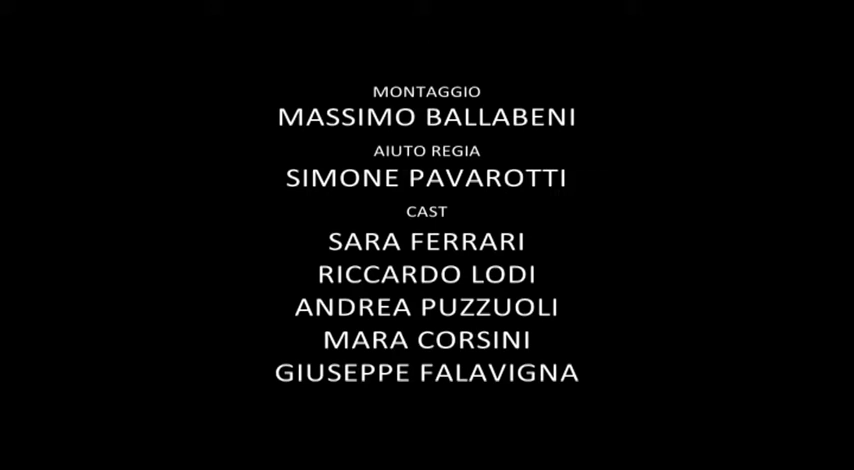 MONTAGGIO
MASSIMO BALLABENI
AIUTO REGIA
SIMONE PAVAROTTI
CAST
SARA FERRARI
RICCARDO LODI
ANDREA PUZZUOLI
MARA CORSINI
GIUSEPPE FALAVIGNA